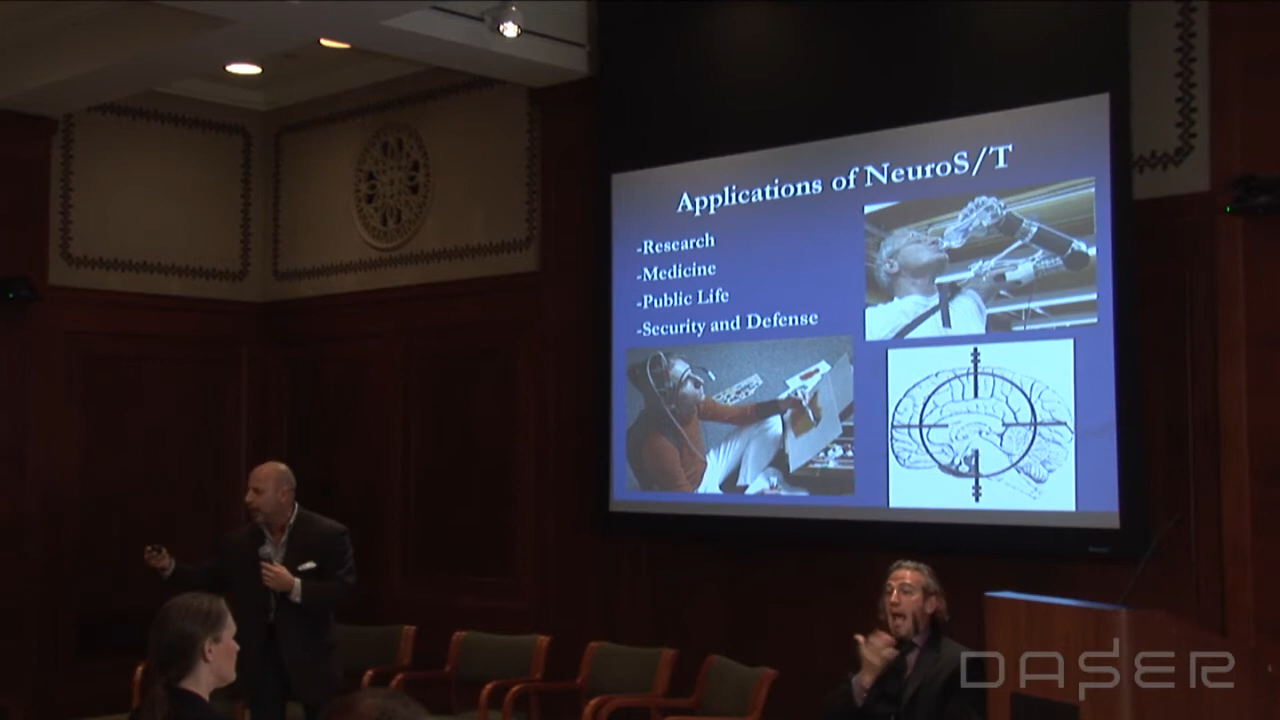 Applications of NeuroS/T
-Research
-Medicine
-Public Life
-Security and Defense
DASER